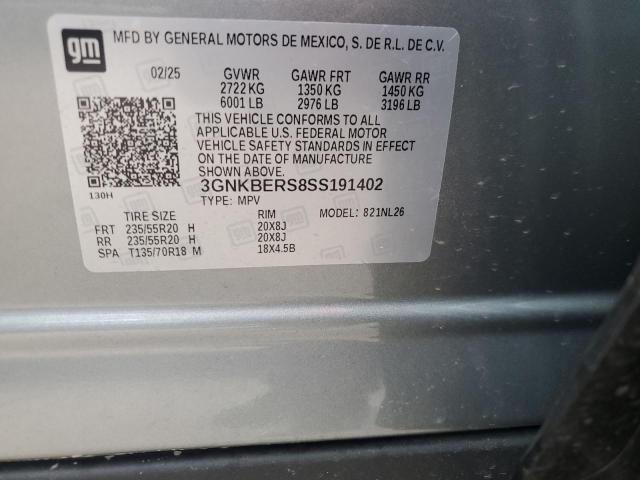 gm MFD BY GENERAL MOTORS DE MEXICO, S. DE R.L. DE C.V.
02/25 GVWR GAWR FRT GAWR RR
2722 KG 1350 KG 1450 KG
6001 LB 2976 LB 3196 LB
THIS VEHICLE CONFORMS TO ALL
APPLICABLE U.S. FEDERAL MOTOR
VEHICLE SAFETY STANDARDS IN EFFECT
ON THE DATE OF MANUFACTURE
SHOWN ABOVE.
130H 3GNKBERS8SS191402
TYPE: MPV MODEL: 821NL26
TIRE SIZE RIM
FRT 235/55R20 H 20X8J
RR 235/55R20 H 20X8J
SPA T135/70R18 M 18X4.5B